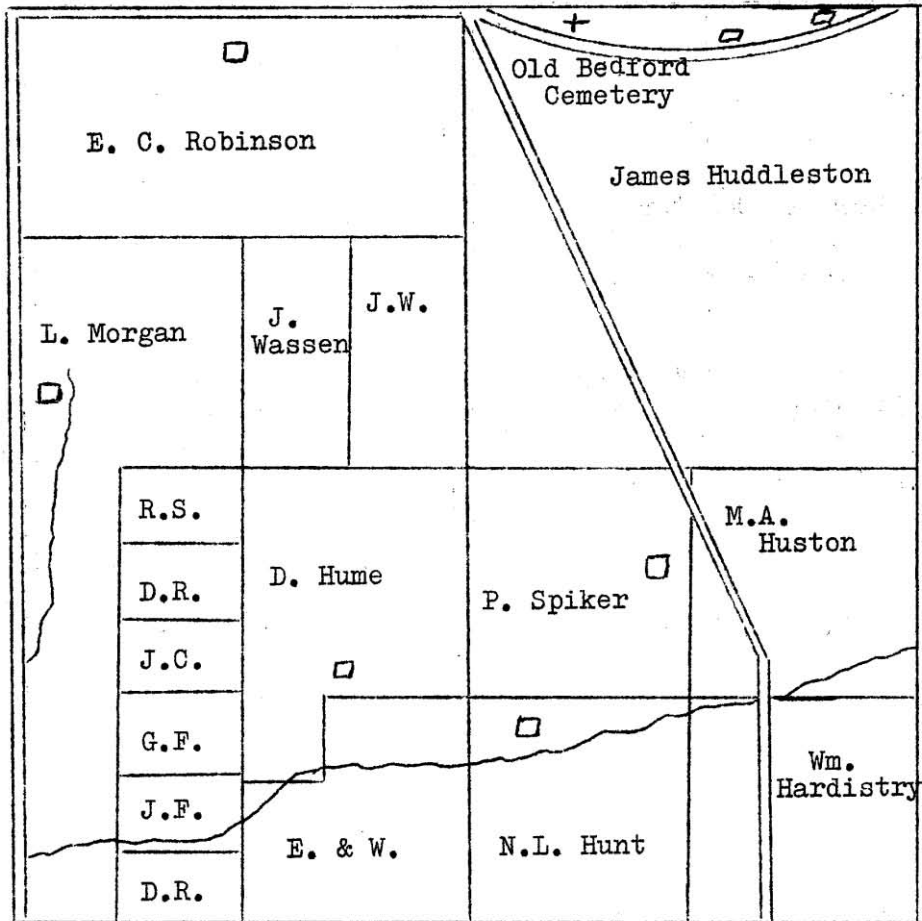 Old Bedford
Cemetery
E. C. Robinson
James Huddleston
L. Morgan
J.
Wassen
J.W.
R.S.
M.A.
Huston
D. Hume
D.R.
P. Spiker
J.C.
G.F.
Wm.
Hardistry
J.F.
E. & W.
N.L. Hunt
D.R.